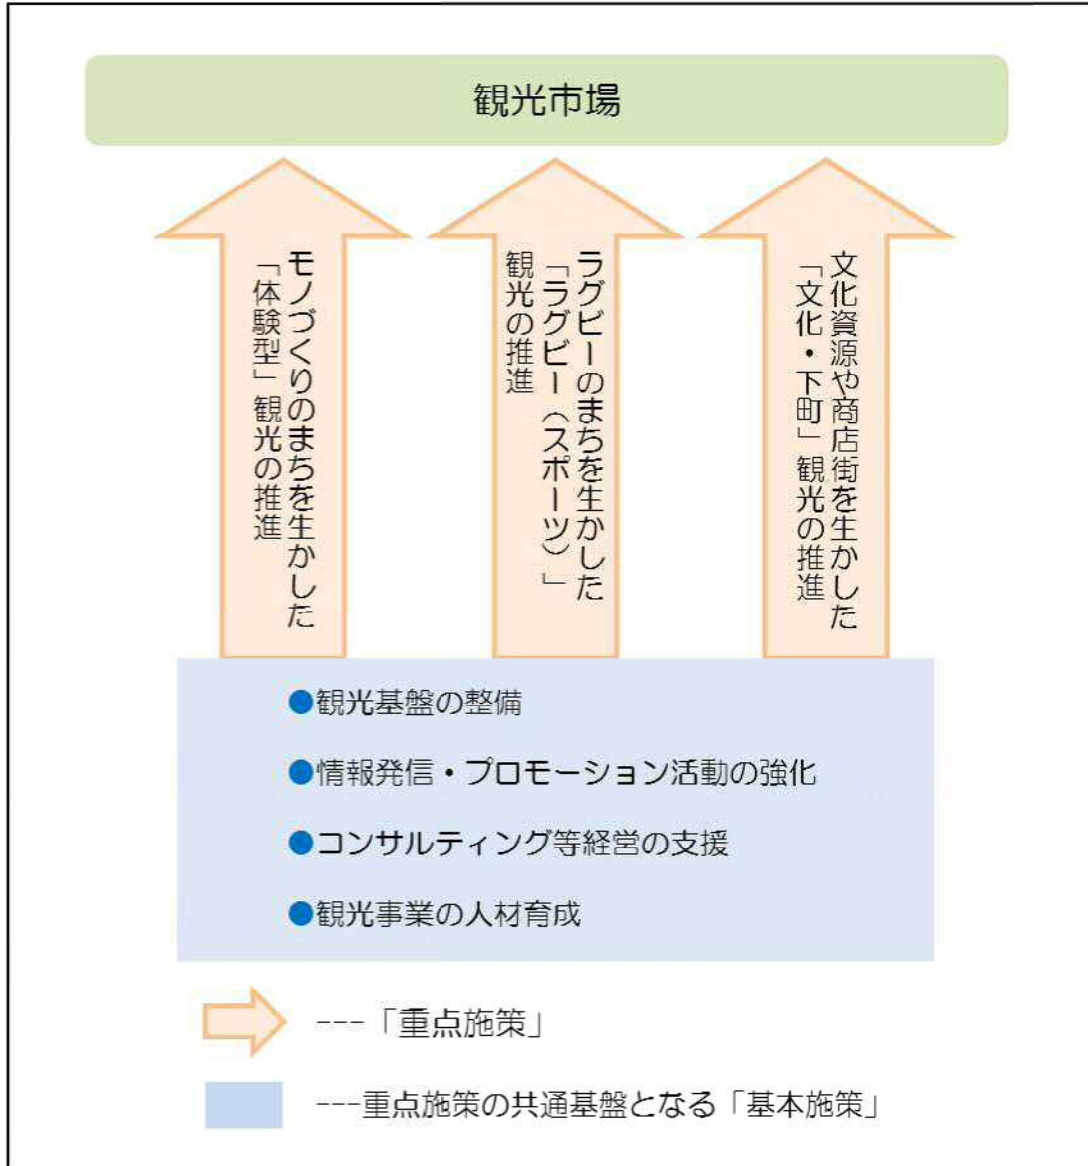 観光市場
モノづくりのまちを生かした
「体験型」観光の推進
ラグビーのまちを生かした
「ラグビー（スポーツ）」
観光の推進
文化資源や商店街を生かした
「文化・下町」観光の推進
●観光基盤の整備
●情報発信・プロモーション活動の強化
●コンサルティング等経営の支援
●観光事業の人材育成
---「重点施策」
---重点施策の共通基盤となる「基本施策」